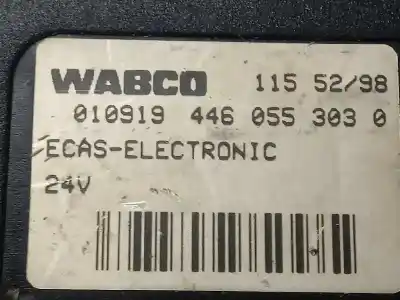 WABCO 115 52/98
010919 446 055 303 0
ECAS-ELECTRONIC
24V